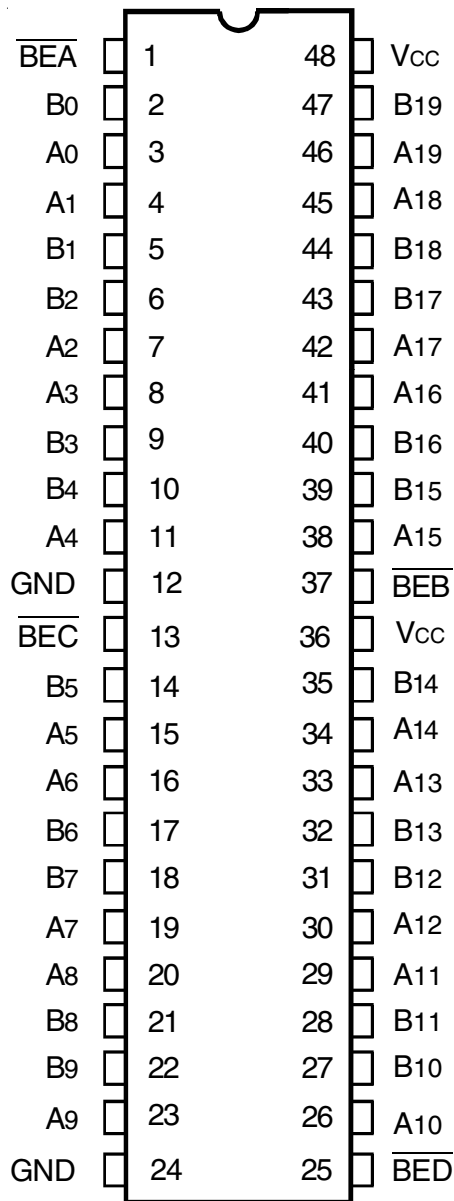 B̅E̅A̅ 1 48 VCC
B0 2 47 B19
A0 3 46 A19
A1 4 45 A18
B1 5 44 B18
B2 6 43 B17
A2 7 42 A17
A3 8 41 A16
B3 9 40 B16
B4 10 39 B15
A4 11 38 A15
GND 12 37 B̅E̅B̅
B̅E̅C̅ 13 36 VCC
B5 14 35 B14
A5 15 34 A14
A6 16 33 A13
B6 17 32 B13
B7 18 31 B12
A7 19 30 A12
A8 20 29 A11
B8 21 28 B11
B9 22 27 B10
A9 23 26 A10
GND 24 25 B̅E̅D̅